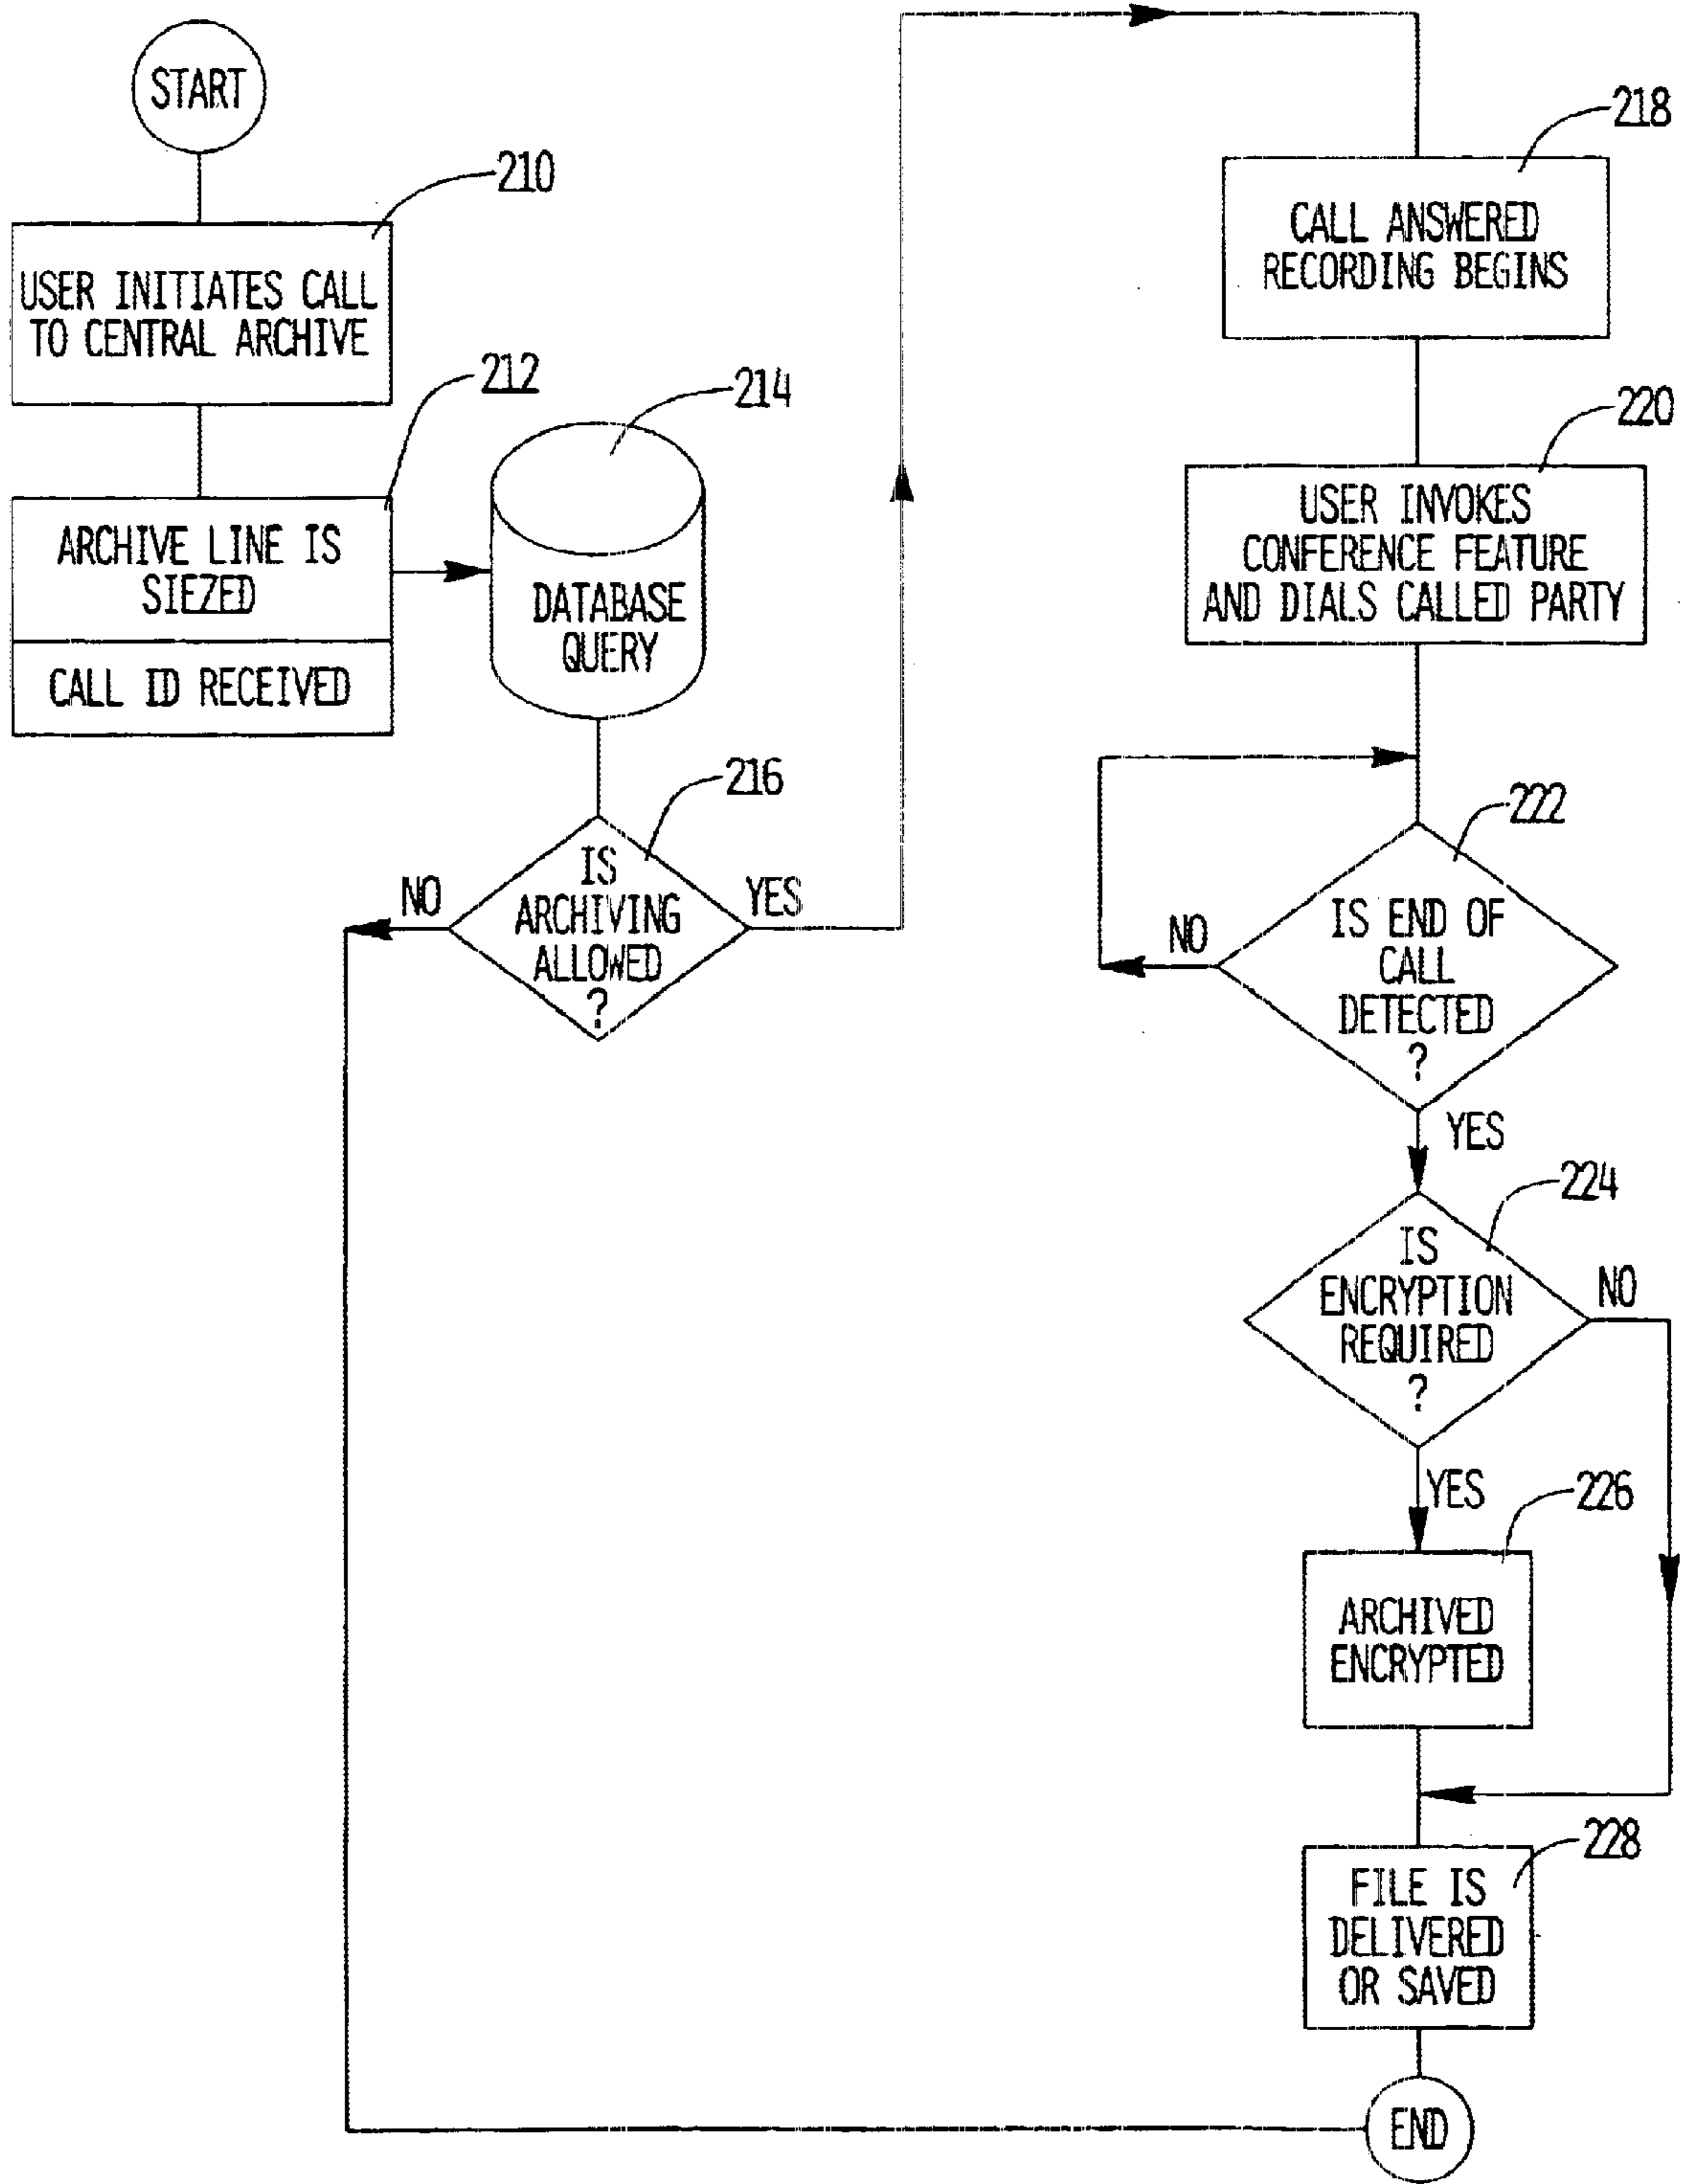 START
210
USER INITIATES CALL
TO CENTRAL ARCHIVE
212
ARCHIVE LINE IS
SIEZED
CALL ID RECEIVED
214
DATABASE
QUERY
216
IS
ARCHIVING
ALLOWED
?
NO
YES
218
CALL ANSWERED
RECORDING BEGINS
220
USER INVOKES
CONFERENCE FEATURE
AND DIALS CALLED PARTY
222
IS END OF
CALL
DETECTED
?
NO
YES
224
IS
ENCRYPTION
REQUIRED
?
NO
YES
226
ARCHIVED
ENCRYPTED
228
FILE IS
DELIVERED
OR SAVED
END